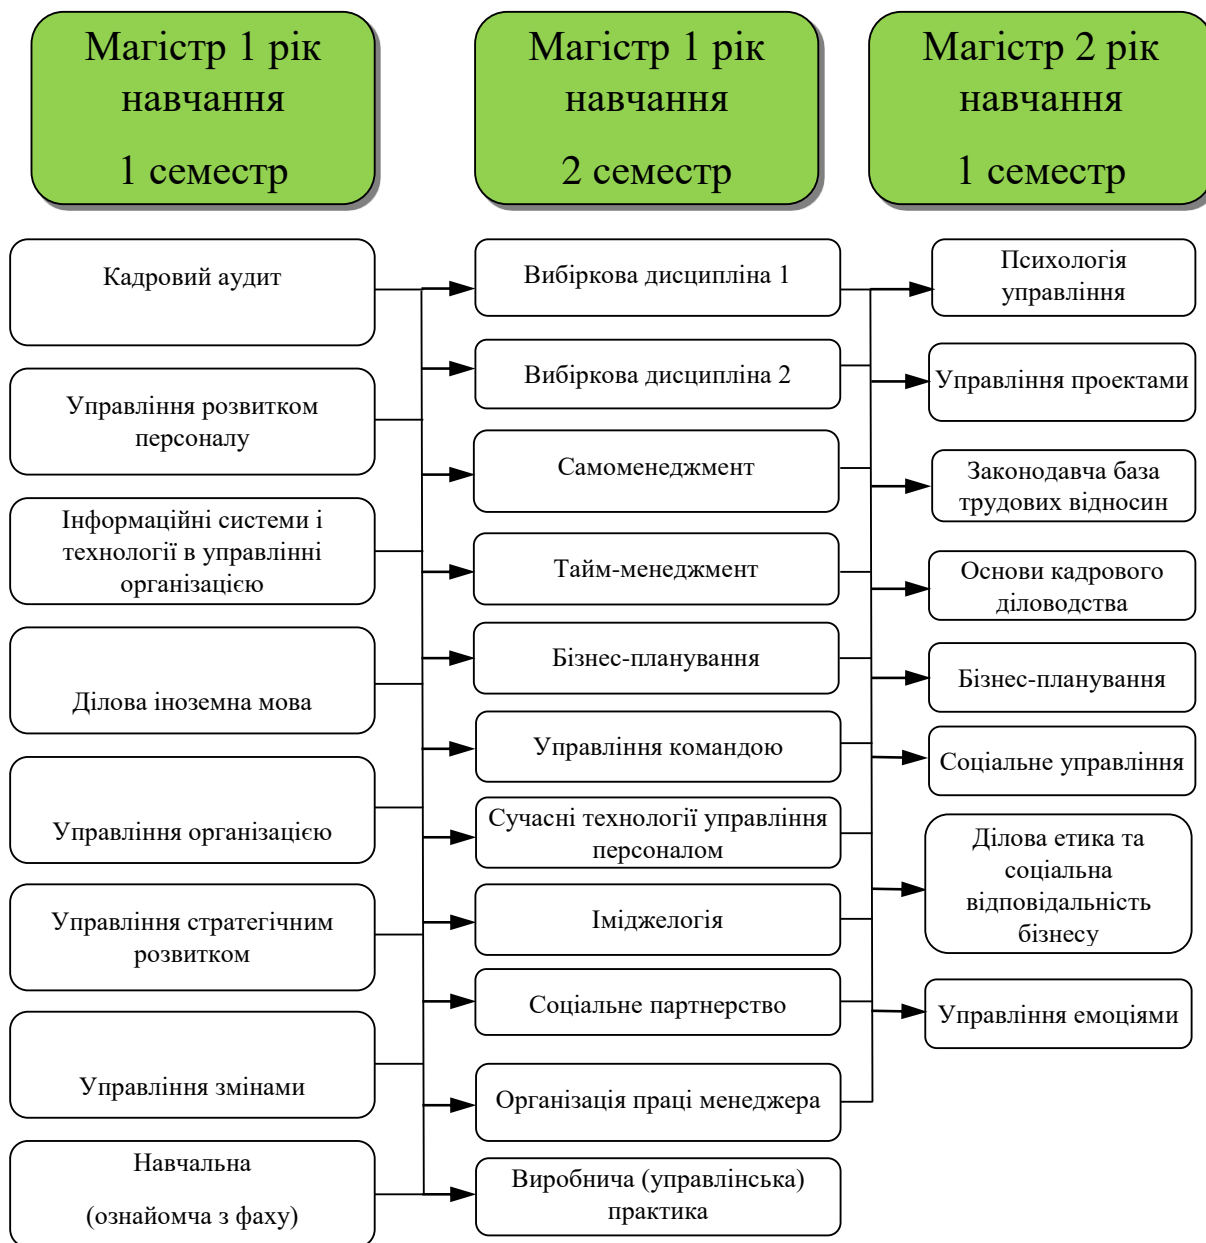 Магістр 1 рік
навчання
1 семестр
Магістр 1 рік
навчання
2 семестр
Магістр 2 рік
навчання
1 семестр
Кадровий аудит
Управління розвитком
персоналу
Інформаційні системи і
технології в управлінні
організацією
Ділова іноземна мова
Управління організацією
Управління стратегічним
розвитком
Управління змінами
Навчальна
(ознайомча з фаху)
Вибіркова дисципліна 1
Вибіркова дисципліна 2
Самоменеджмент
Тайм-менеджмент
Бізнес-планування
Управління командою
Сучасні технології управління
персоналом
Іміджелогія
Соціальне партнерство
Організація праці менеджера
Виробнича (управлінська)
практика
Психологія
управління
Управління проектами
Законодавча база
трудових відносин
Основи кадрового
діловодства
Бізнес-планування
Соціальне управління
Ділова етика та
соціальна
відповідальність
бізнесу
Управління емоціями